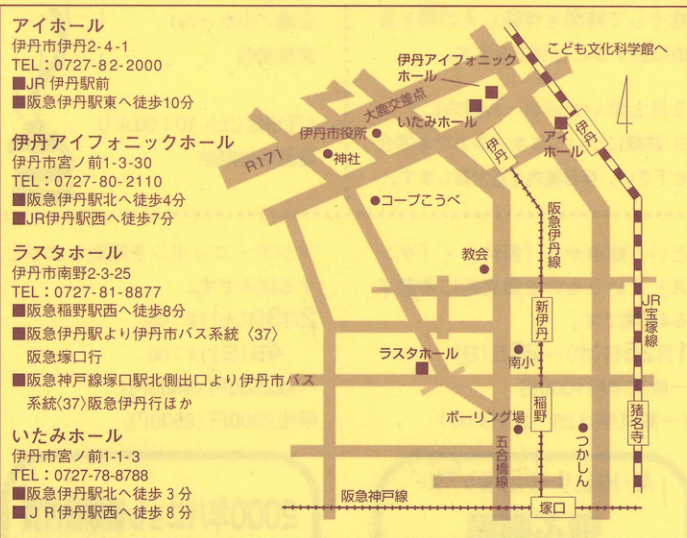 アイホール
伊丹市伊丹2-4-1
TEL：0727-82-2000
■JR 伊丹駅前
■阪急伊丹駅東へ徒歩10分
伊丹アイフォニックホール
伊丹市宮ノ前1-3-30
TEL：0727-80-2110
■阪急伊丹駅北へ徒歩4分
■JR伊丹駅西へ徒歩7分
ラスタホール
伊丹市南野2-3-25
TEL：0727-81-8877
■阪急稲野駅西へ徒歩8分
■阪急伊丹駅より伊丹市バス系統〈37〉
阪急塚口行
■阪急神戸線塚口駅北側出口より伊丹市バス
系統〈37〉阪急伊丹行ほか
いたみホール
伊丹市宮ノ前1-1-3
TEL：0727-78-8788
■阪急伊丹駅北へ徒歩３分
■ＪＲ伊丹駅西へ徒歩８分
こども文化科学館へ
伊丹アイフォニック
ホール
大鹿交差点
いたみホール
伊丹市役所
R171
神社
伊丹
アイ
ホール
伊丹
コープこうべ
阪急伊丹線
教会
新伊丹
JR宝塚線
ラスタホール
南小
稲野
猪名寺
ボーリング場
五合橋線
つかしん
阪急神戸線
塚口